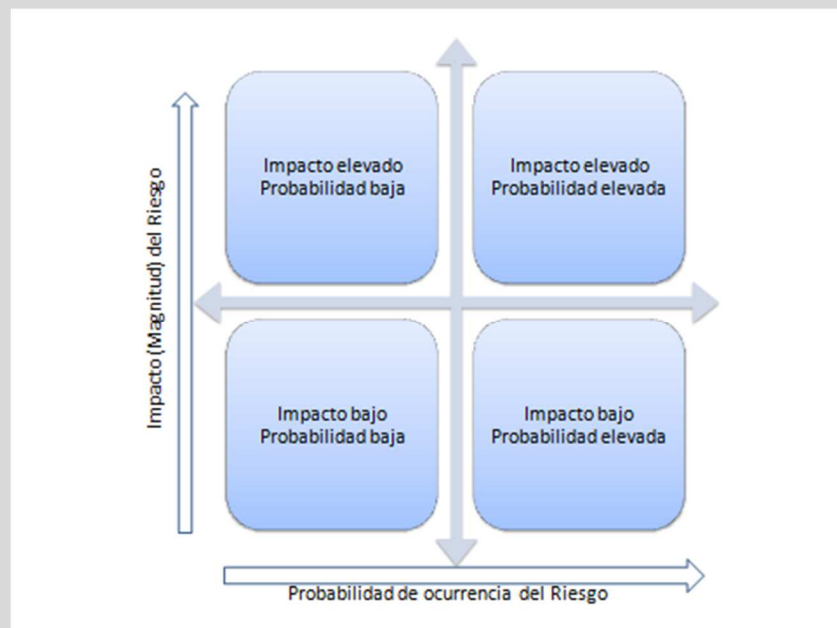 Impacto (Magnitud) del Riesgo
Impacto elevado
Probabilidad baja
Impacto elevado
Probabilidad elevada
Impacto bajo
Probabilidad baja
Impacto bajo
Probabilidad elevada
Probabilidad de ocurrencia del Riesgo